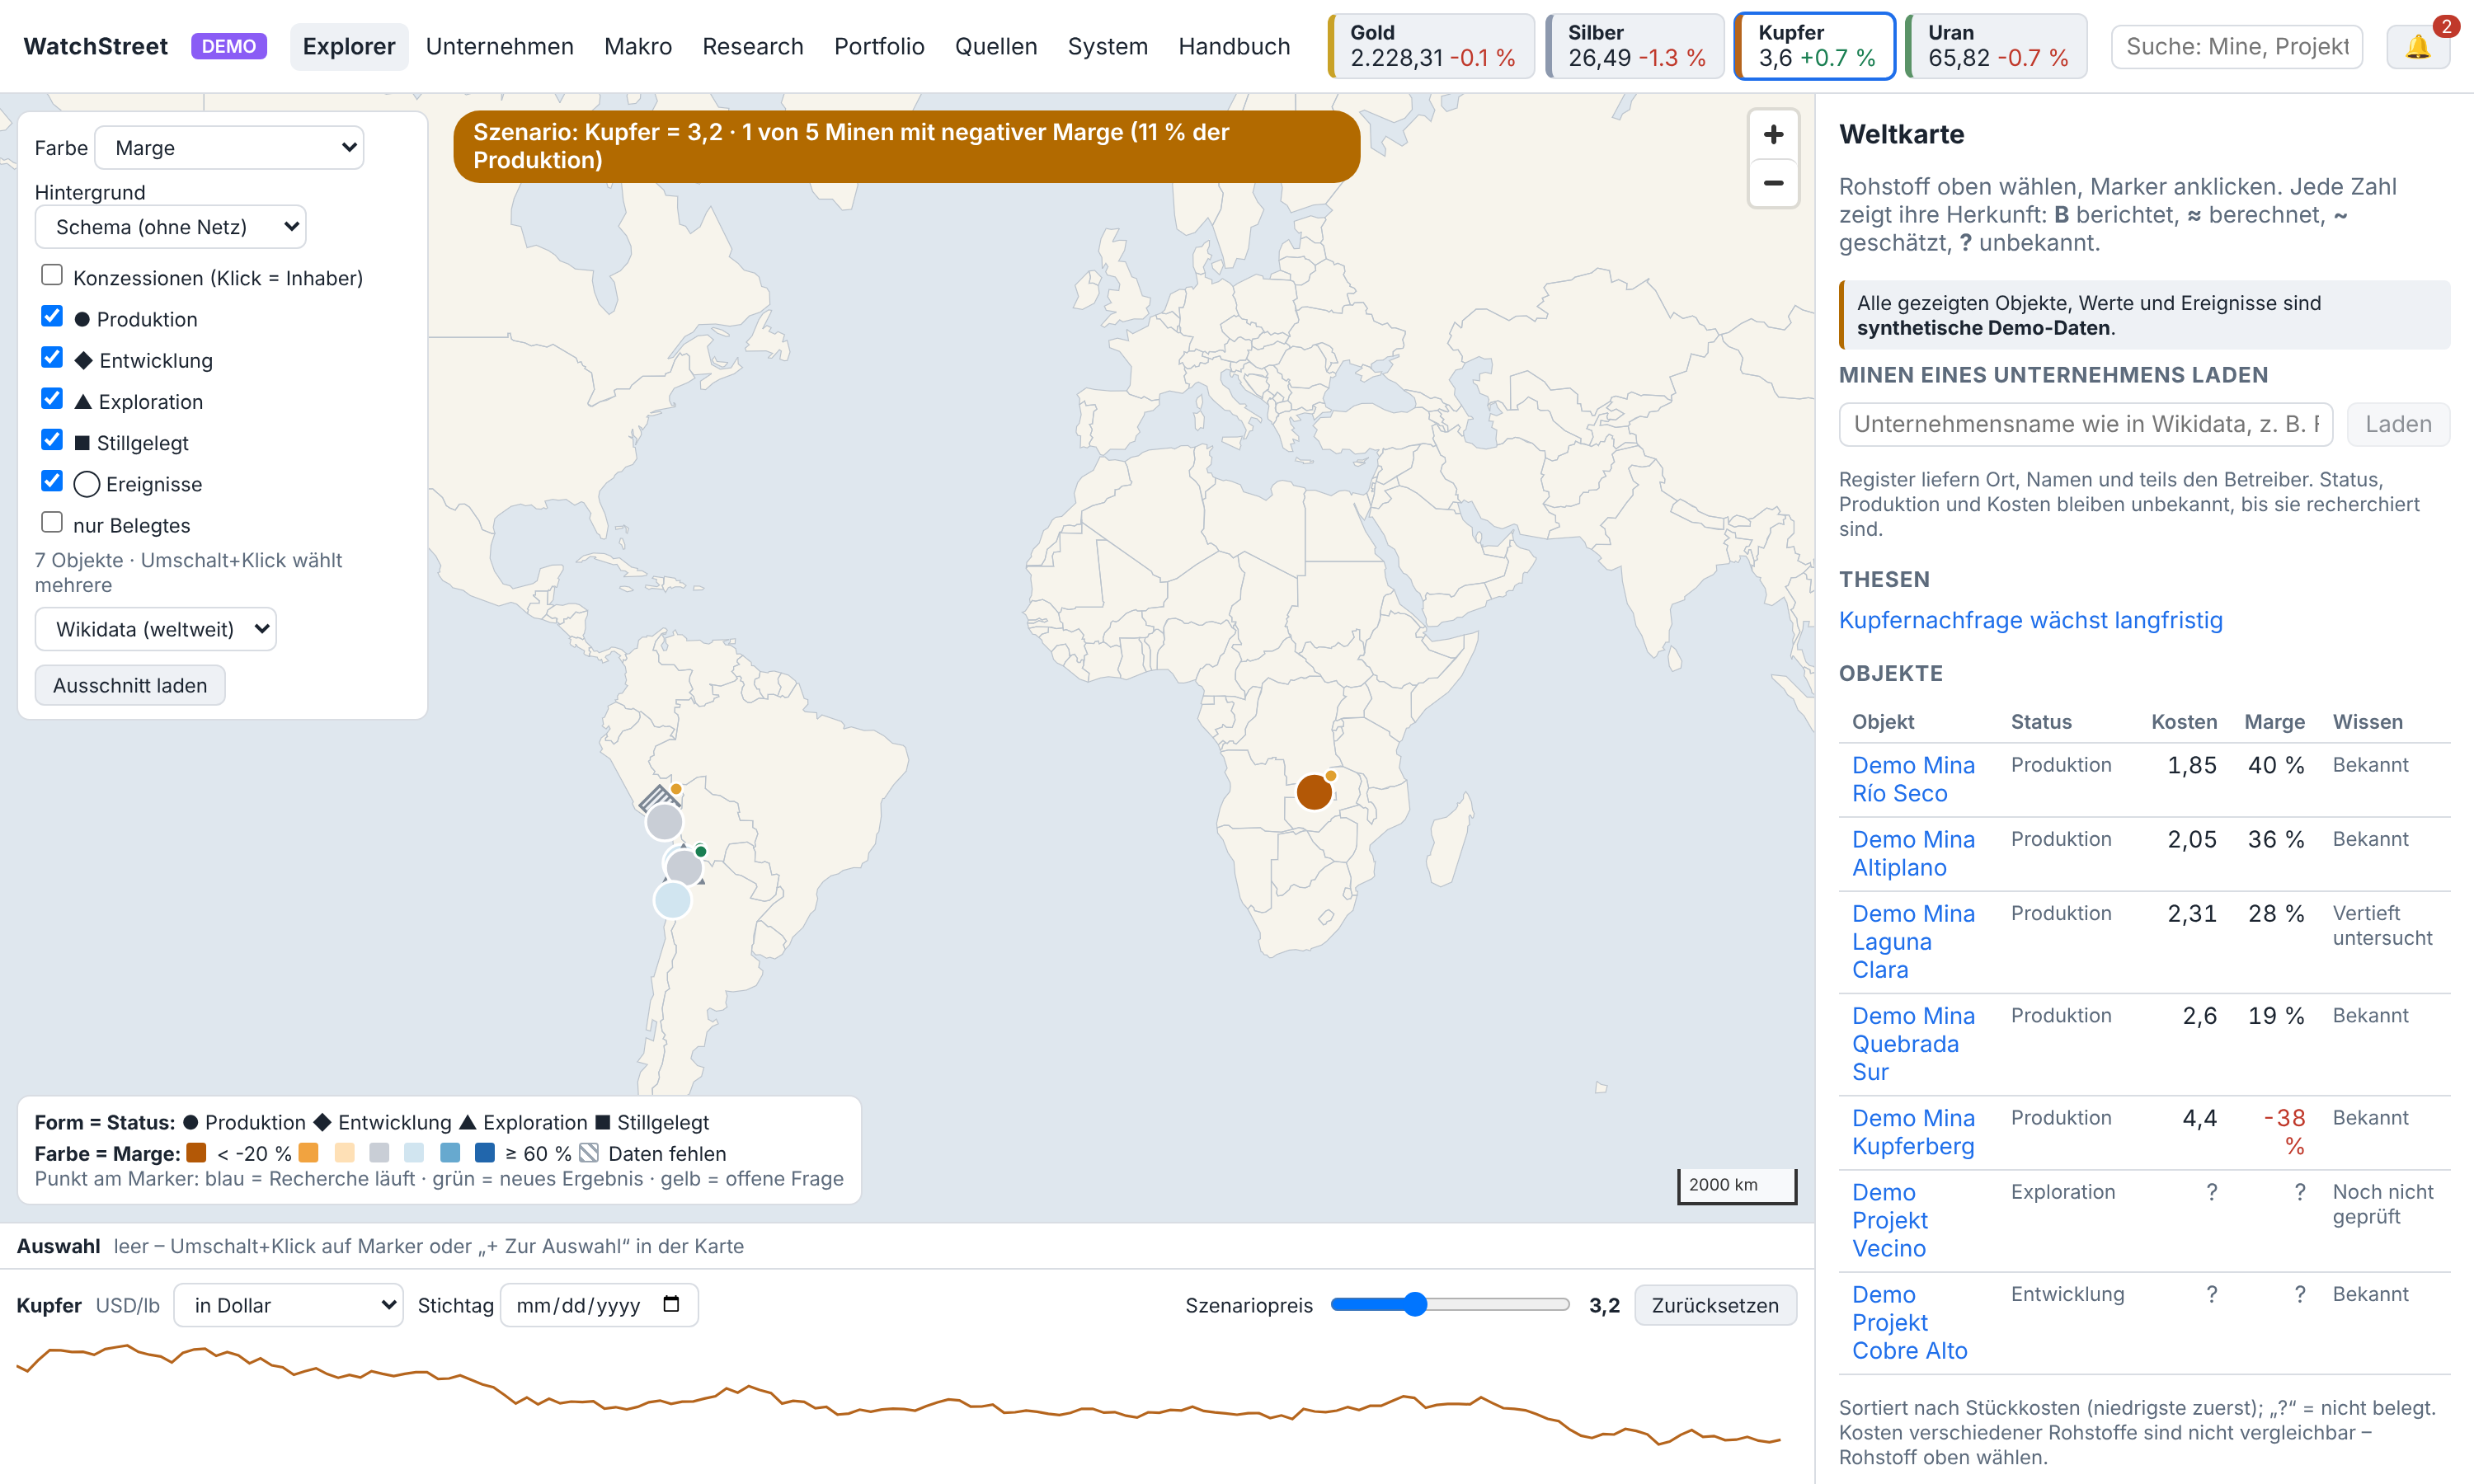 WatchStreet DEMO Explorer Unternehmen Makro Research Portfolio Quellen System Handbuch
Gold
2.228,31 -0.1 %
Silber
26,49 -1.3 %
Kupfer
3,6 +0.7 %
Uran
65,82 -0.7 %
Suche: Mine, Projekt
2
Farbe Marge
Hintergrund
Schema (ohne Netz)
Konzessionen (Klick = Inhaber)
Produktion
Entwicklung
Exploration
Stillgelegt
Ereignisse
nur Belegtes
7 Objekte · Umschalt+Klick wählt
mehrere
Wikidata (weltweit)
Ausschnitt laden
Szenario: Kupfer = 3,2 · 1 von 5 Minen mit negativer Marge (11 % der
Produktion)
+
−
Form = Status: ● Produktion ◆ Entwicklung ▲ Exploration ■ Stillgelegt
Farbe = Marge: < -20 % ≥ 60 % Daten fehlen
Punkt am Marker: blau = Recherche läuft · grün = neues Ergebnis · gelb = offene Frage
2000 km
Auswahl leer – Umschalt+Klick auf Marker oder „+ Zur Auswahl“ in der Karte
Kupfer USD/lb in Dollar Stichtag mm/dd/yyyy Szenariopreis 3,2 Zurücksetzen
Weltkarte
Rohstoff oben wählen, Marker anklicken. Jede Zahl
zeigt ihre Herkunft: B berichtet, ≈ berechnet, ~
geschätzt, ? unbekannt.
Alle gezeigten Objekte, Werte und Ereignisse sind
synthetische Demo-Daten.
MINEN EINES UNTERNEHMENS LADEN
Unternehmensname wie in Wikidata, z. B. Laden
Register liefern Ort, Namen und teils den Betreiber. Status,
Produktion und Kosten bleiben unbekannt, bis sie recherchiert
sind.
THESEN
Kupfernachfrage wächst langfristig
OBJEKTE
Objekt Status Kosten Marge Wissen
Demo Mina Produktion 1,85 40 % Bekannt
Río Seco
Demo Mina Produktion 2,05 36 % Bekannt
Altiplano
Demo Mina Produktion 2,31 28 % Vertieft
Laguna untersucht
Clara
Demo Mina Produktion 2,6 19 % Bekannt
Quebrada
Sur
Demo Mina Produktion 4,4 -38 Bekannt
Kupferberg %
Demo Exploration ? ? Noch nicht
Projekt geprüft
Vecino
Demo Entwicklung ? ? Bekannt
Projekt
Cobre Alto
Sortiert nach Stückkosten (niedrigste zuerst); „?“ = nicht belegt.
Kosten verschiedener Rohstoffe sind nicht vergleichbar –
Rohstoff oben wählen.